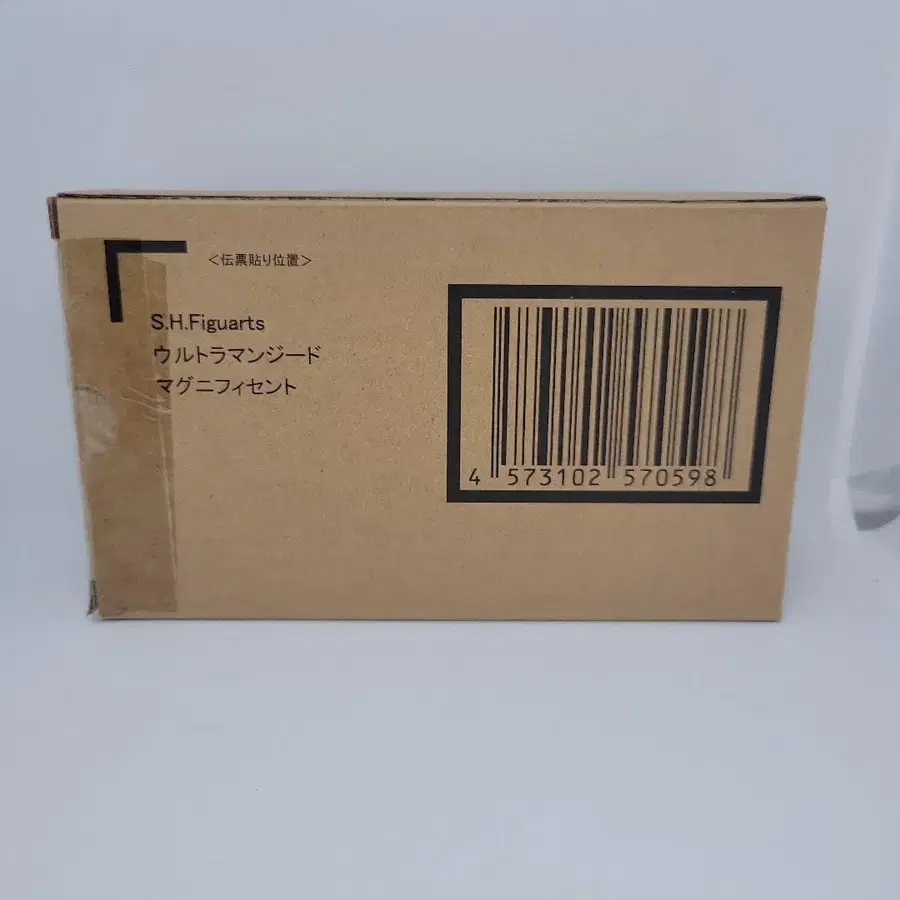 <伝票貼り位置>
S.H.Figuarts
ウルトラマンジード
マグニフィセント
4 573102 570598